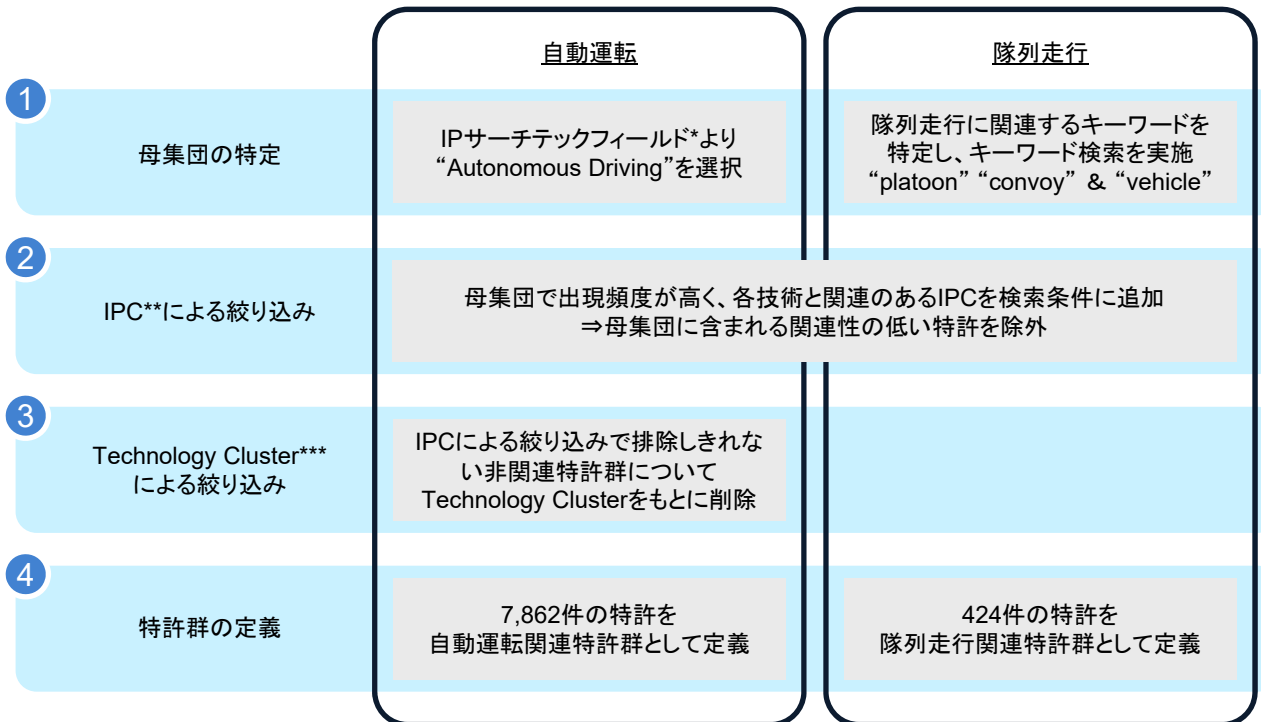 自動運転
隊列走行
1
母集団の特定
IPサーチテックフィールド*より
“Autonomous Driving”を選択
隊列走行に関連するキーワードを
特定し、キーワード検索を実施
“platoon” “convoy” ＆ “vehicle”
2
IPC**による絞り込み
母集団で出現頻度が高く、各技術と関連のあるIPCを検索条件に追加
⇒母集団に含まれる関連性の低い特許を除外
3
Technology Cluster***
による絞り込み
IPCによる絞り込みで排除しきれな
い非関連特許群について
Technology Clusterをもとに削除
4
特許群の定義
7,862件の特許を
自動運転関連特許群として定義
424件の特許を
隊列走行関連特許群として定義